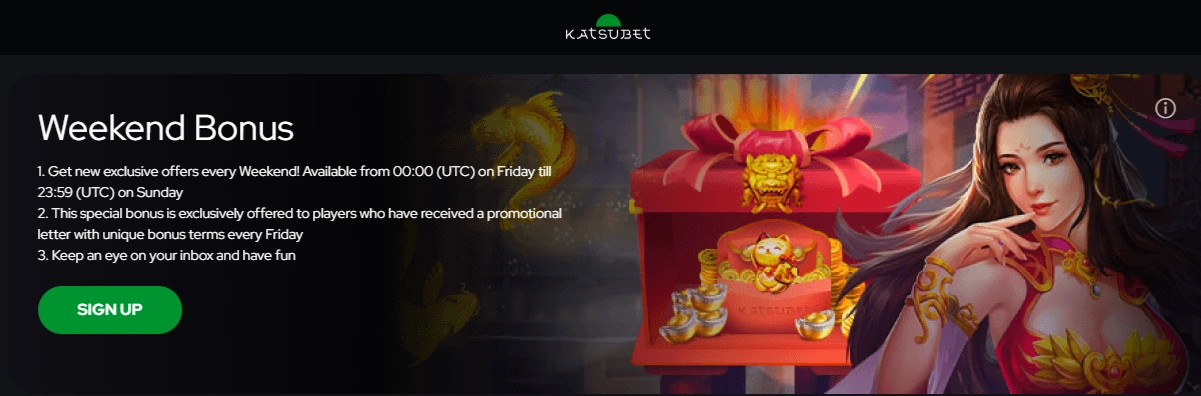 KATSUBET
Weekend Bonus
1. Get new exclusive offers every Weekend! Available from 00:00 (UTC) on Friday till
23:59 (UTC) on Sunday
2. This special bonus is exclusively offered to players who have received a promotional
letter with unique bonus terms every Friday
3. Keep an eye on your inbox and have fun
KATSUBET
SIGN UP